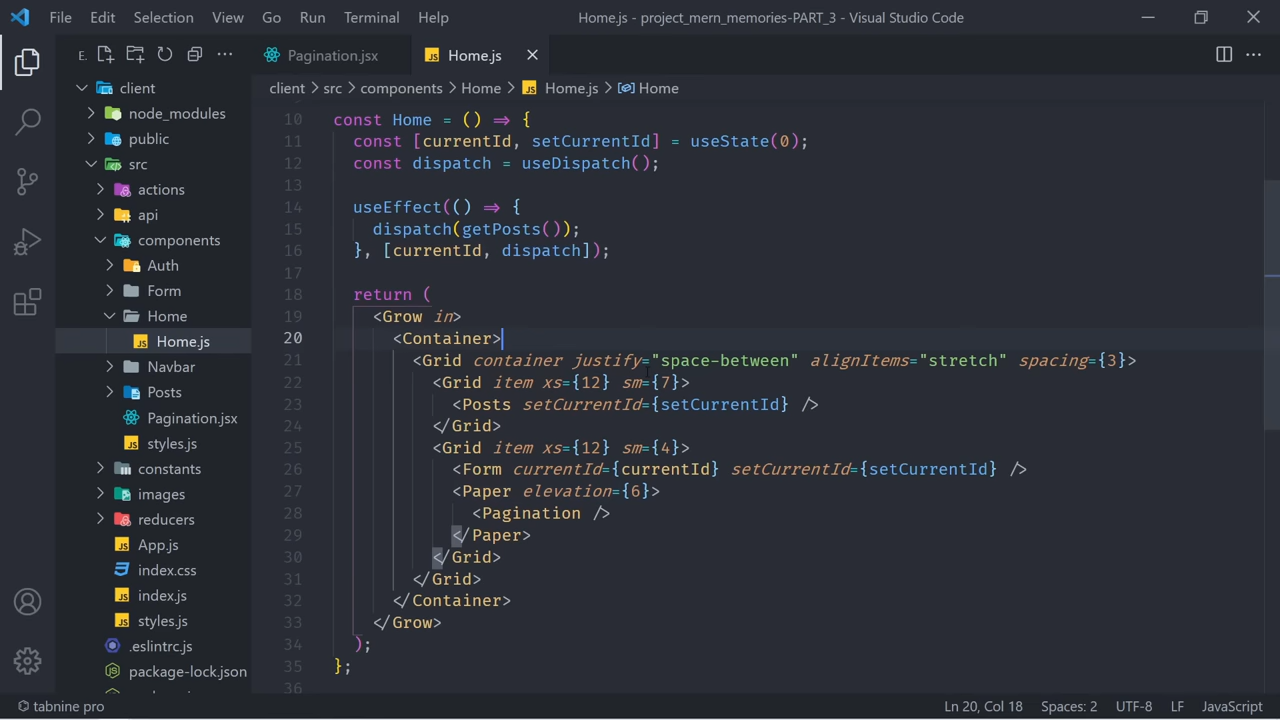 File Edit Selection View Go Run Terminal Help Home.js - project_mern_memories-PART_3 - Visual Studio Code
E.
Pagination.jsx Home.js
client > src > components > Home > Home.js > Home
client
node_modules
public
src
actions
api
components
Auth
Form
Home
Home.js
Navbar
Posts
Pagination.jsx
styles.js
constants
images
reducers
App.js
index.css
index.js
styles.js
.eslintrc.js
package-lock.json
10 const Home = () => {
11 const [currentId, setCurrentId] = useState(0);
12 const dispatch = useDispatch();
13
14 useEffect(() => {
15 dispatch(getPosts());
16 }, [currentId, dispatch]);
17
18 return (
19 <Grow in>
20 <Container>
21 <Grid container justify="space-between" alignItems="stretch" spacing={3}>
22 <Grid item xs={12} sm={7}>
23 <Posts setCurrentId={setCurrentId} />
24 </Grid>
25 <Grid item xs={12} sm={4}>
26 <Form currentId={currentId} setCurrentId={setCurrentId} />
27 <Paper elevation={6}>
28 <Pagination />
29 </Paper>
30 </Grid>
31 </Grid>
32 </Container>
33 </Grow>
34 );
35 };
36
tabnine pro Ln 20, Col 18 Spaces: 2 UTF-8 LF JavaScript